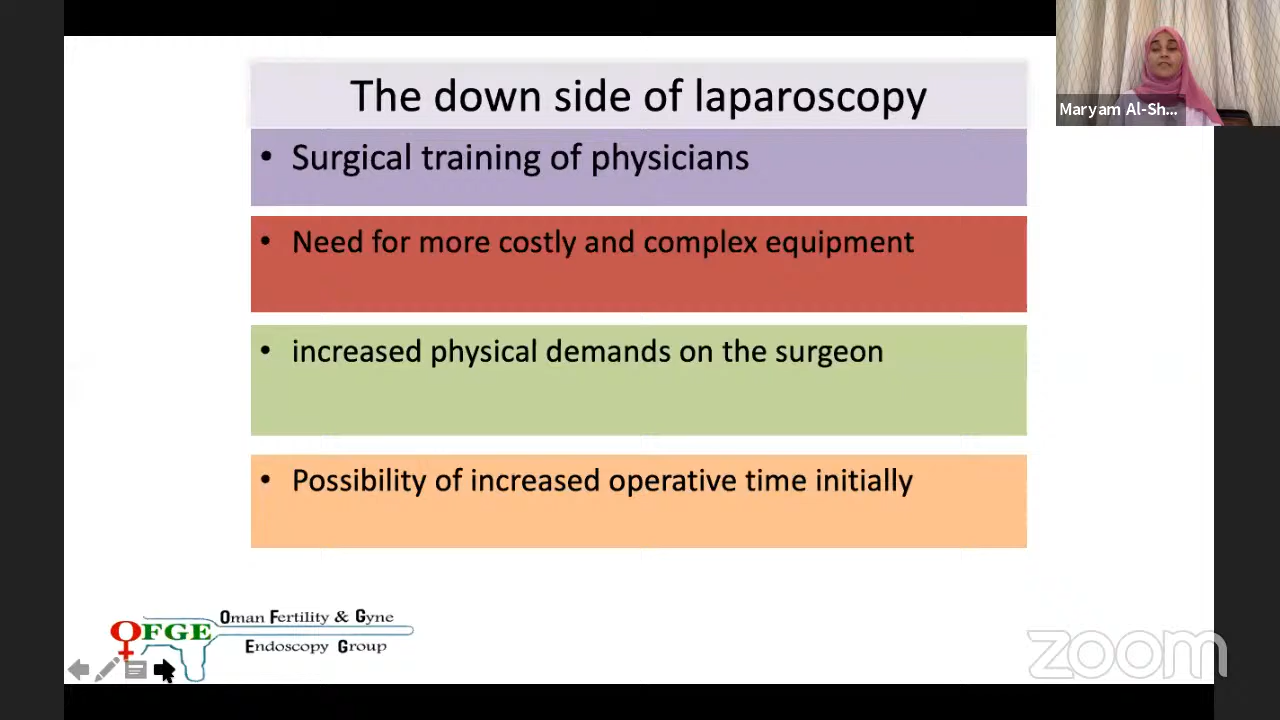 The down side of laparoscopy
Maryam Al-Sh...
• Surgical training of physicians
• Need for more costly and complex equipment
• increased physical demands on the surgeon
• Possibility of increased operative time initially
OFGE
Oman Fertility & Gyne
Endoscopy Group
zoom